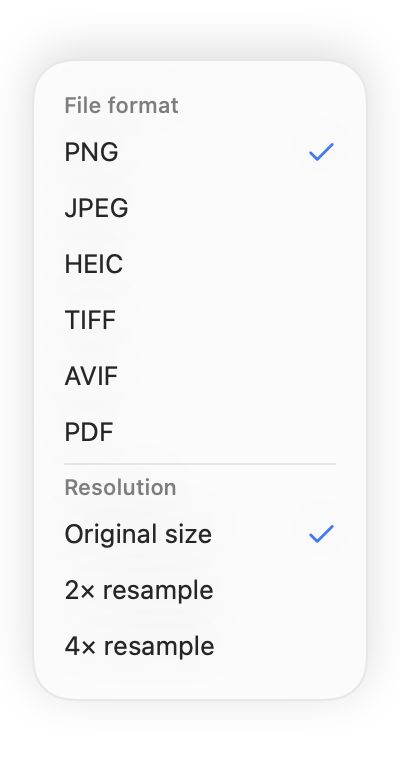 File format
PNG
JPEG
HEIC
TIFF
AVIF
PDF
Resolution
Original size
2× resample
4× resample